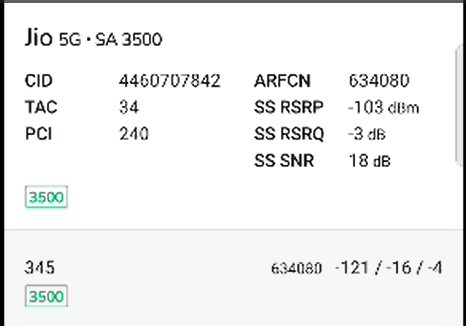 Jio 5G • SA 3500
CID 4460707842 ARFCN 634080
TAC 34 SS RSRP -103 dBm
PCI 240 SS RSRQ -3 dB
SS SNR 18 dB
3500
345 634080 -121 / -16 / -4
3500